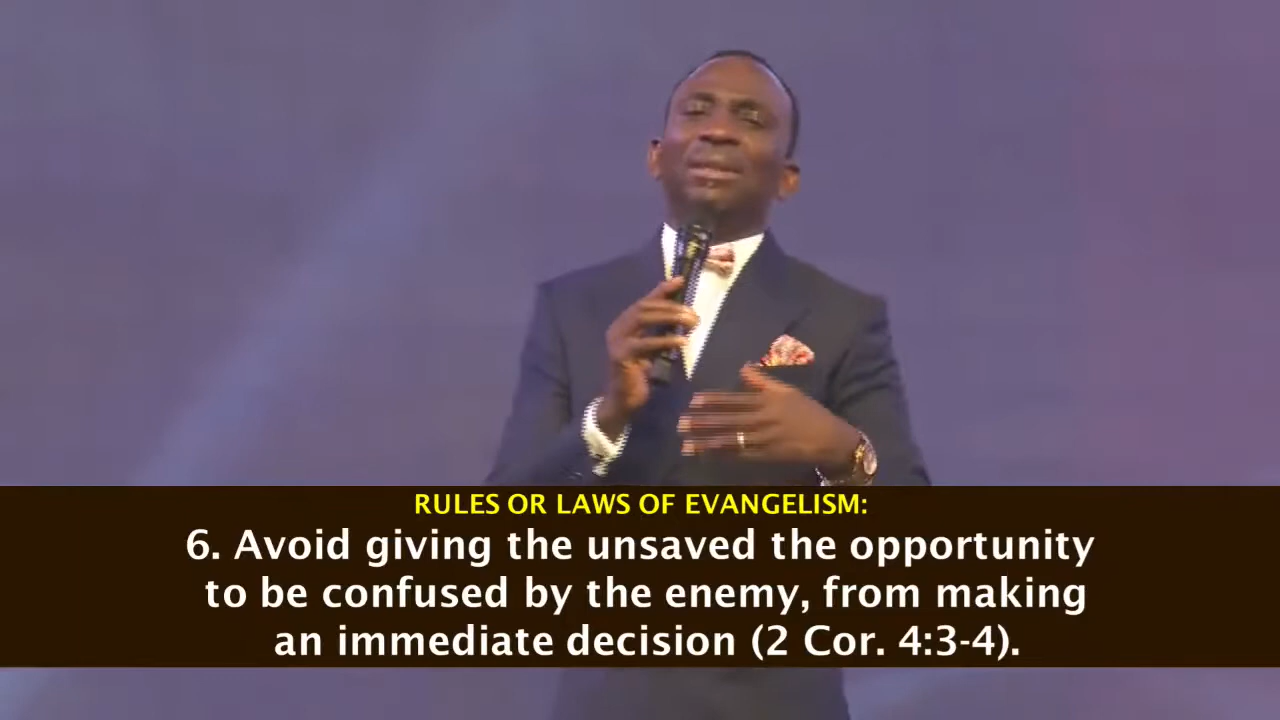 RULES OR LAWS OF EVANGELISM:
6. Avoid giving the unsaved the opportunity
to be confused by the enemy, from making
an immediate decision (2 Cor. 4:3-4).